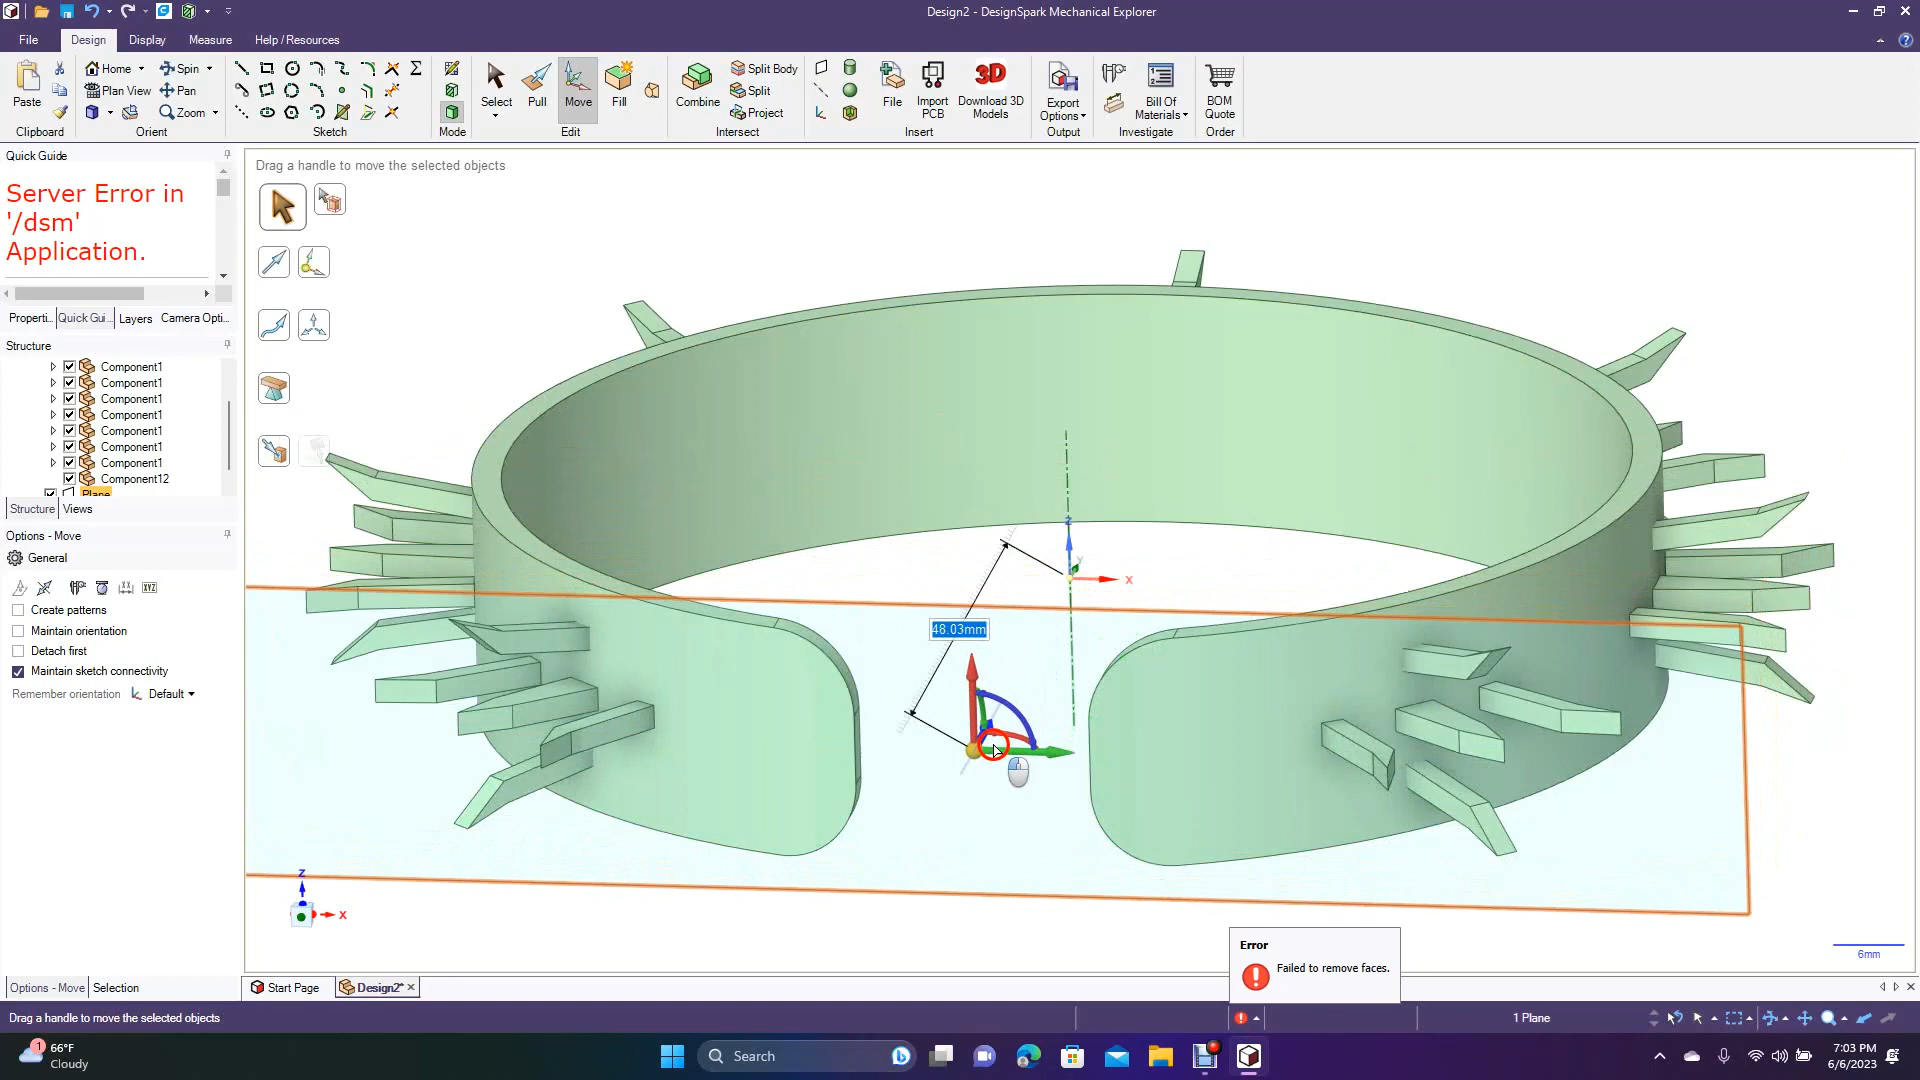 Design2 - DesignSpark Mechanical Explorer
File Design Display Measure Help / Resources
Paste
Clipboard
Home Spin
Plan View Pan
Zoom
Orient
Sketch
Mode
Select Pull Move Fill
Edit
Combine
Split Body
Split
Project
Intersect
File
Import PCB
3D
Download 3D Models
Insert
Export Options
Output
Bill Of Materials
Investigate
BOM Quote
Order
Quick Guide
Server Error in
'/dsm'
Application.
Properti... Quick Gui... Layers Camera Opti...
Structure
Component1
Component1
Component1
Component1
Component1
Component1
Component1
Component12
Plane
Structure Views
Options - Move
General
XYZ
Create patterns
Maintain orientation
Detach first
Maintain sketch connectivity
Remember orientation Default
Options - Move Selection
Drag a handle to move the selected objects
Z
Y
X
48.03mm
Z
X
6mm
Error
Failed to remove faces.
Start Page Design2*
Drag a handle to move the selected objects
1 Plane
1
66°F
Cloudy
Search
7:03 PM
6/6/2023